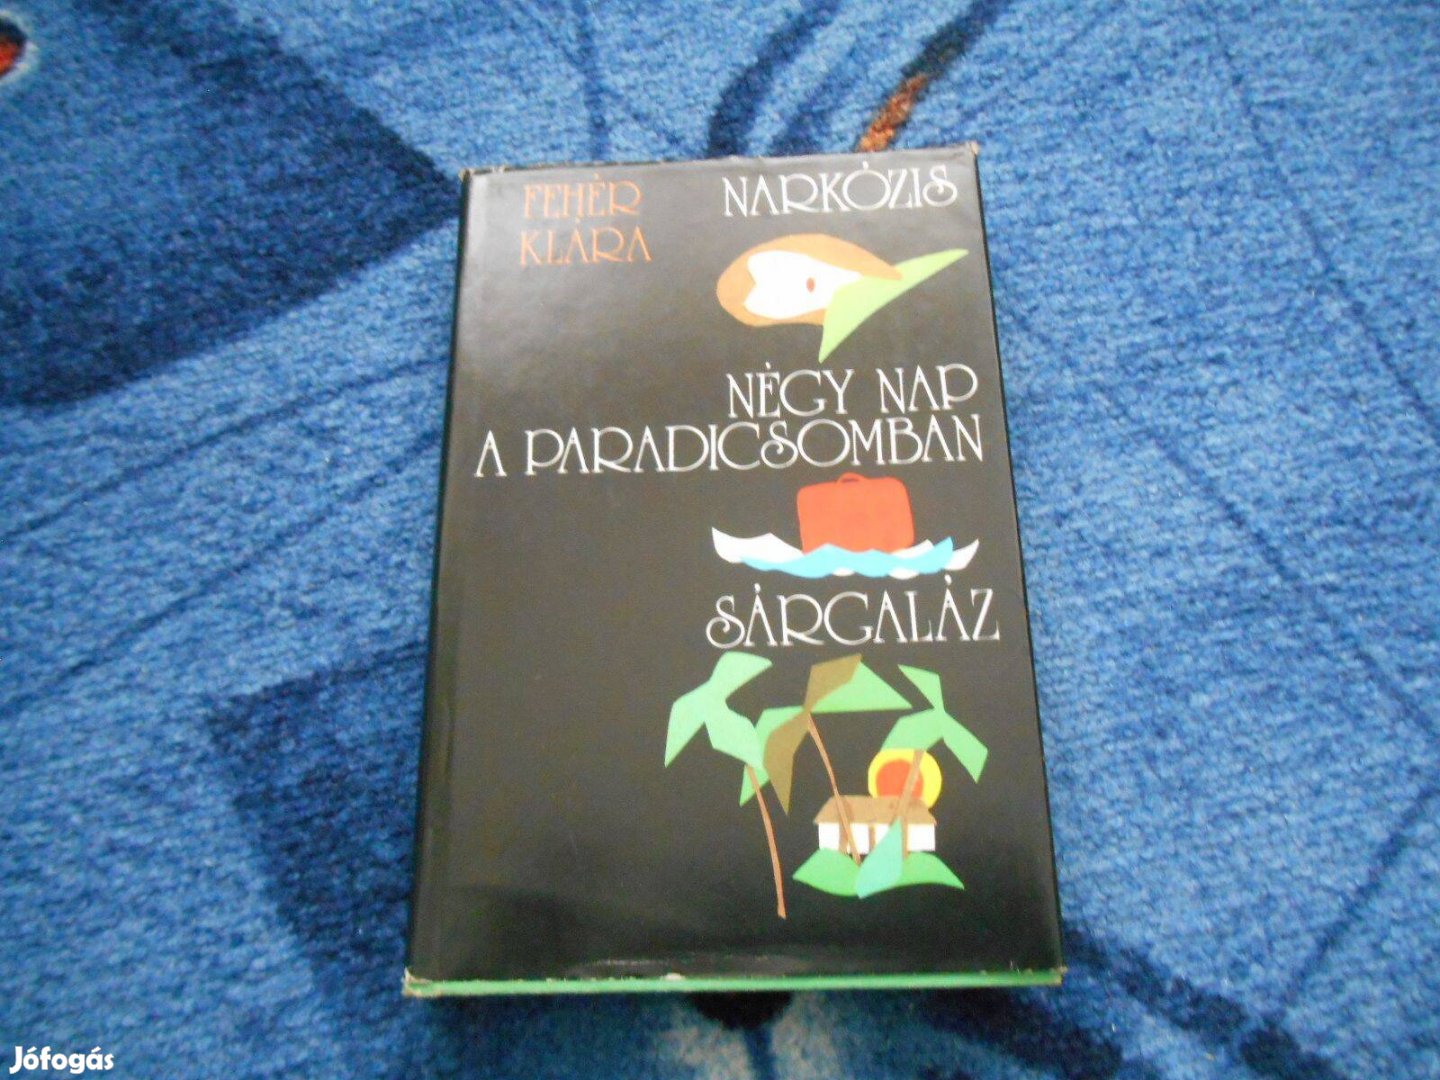 FEHÉR
KLÁRA
NARKÓZIS
NÉGY NAP
A PARADICSOMBAN
SÁRGALÁZ
Jófogás